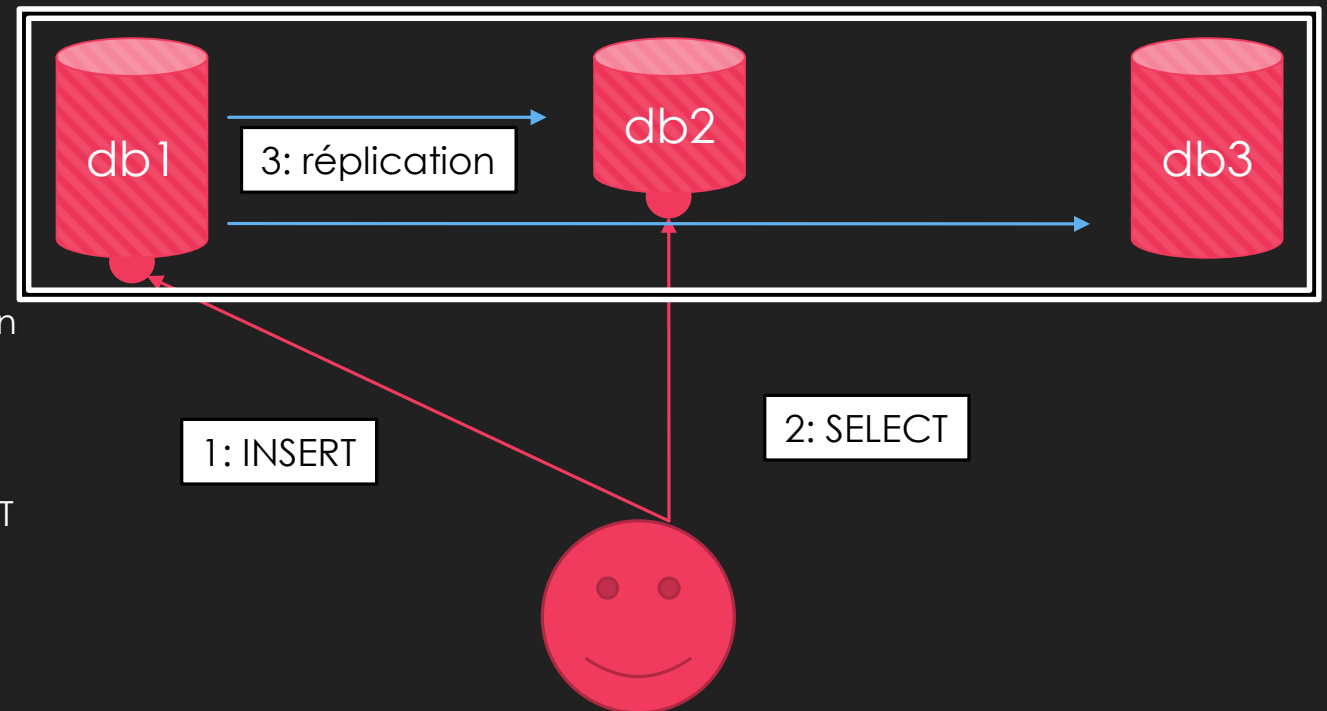 db1
db2
db3
3: réplication
n
1: INSERT
2: SELECT
T